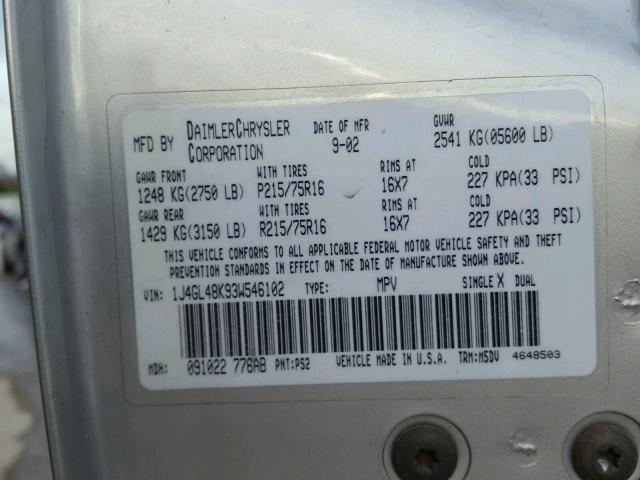 MFD BY DAIMLERCHRYSLER CORPORATION DATE OF MFR 9-02 GVWR 2541 KG(05600 LB)
GAWR FRONT WITH TIRES RIMS AT COLD
1248 KG(2750 LB) P215/75R16 16X7 227 KPA(33 PSI)
GAWR REAR WITH TIRES RIMS AT COLD
1429 KG(3150 LB) R215/75R16 16X7 227 KPA(33 PSI)
THIS VEHICLE CONFORMS TO ALL APPLICABLE FEDERAL MOTOR VEHICLE SAFETY AND THEFT
PREVENTION STANDARDS IN EFFECT ON THE DATE OF MANUFACTURE SHOWN ABOVE.
VIN: 1J4GL48K93W546102 TYPE: MPV SINGLE X DUAL
MDH: 091022 776AB PNT:PS2 VEHICLE MADE IN U.S.A. TRM:M5DV 4648503